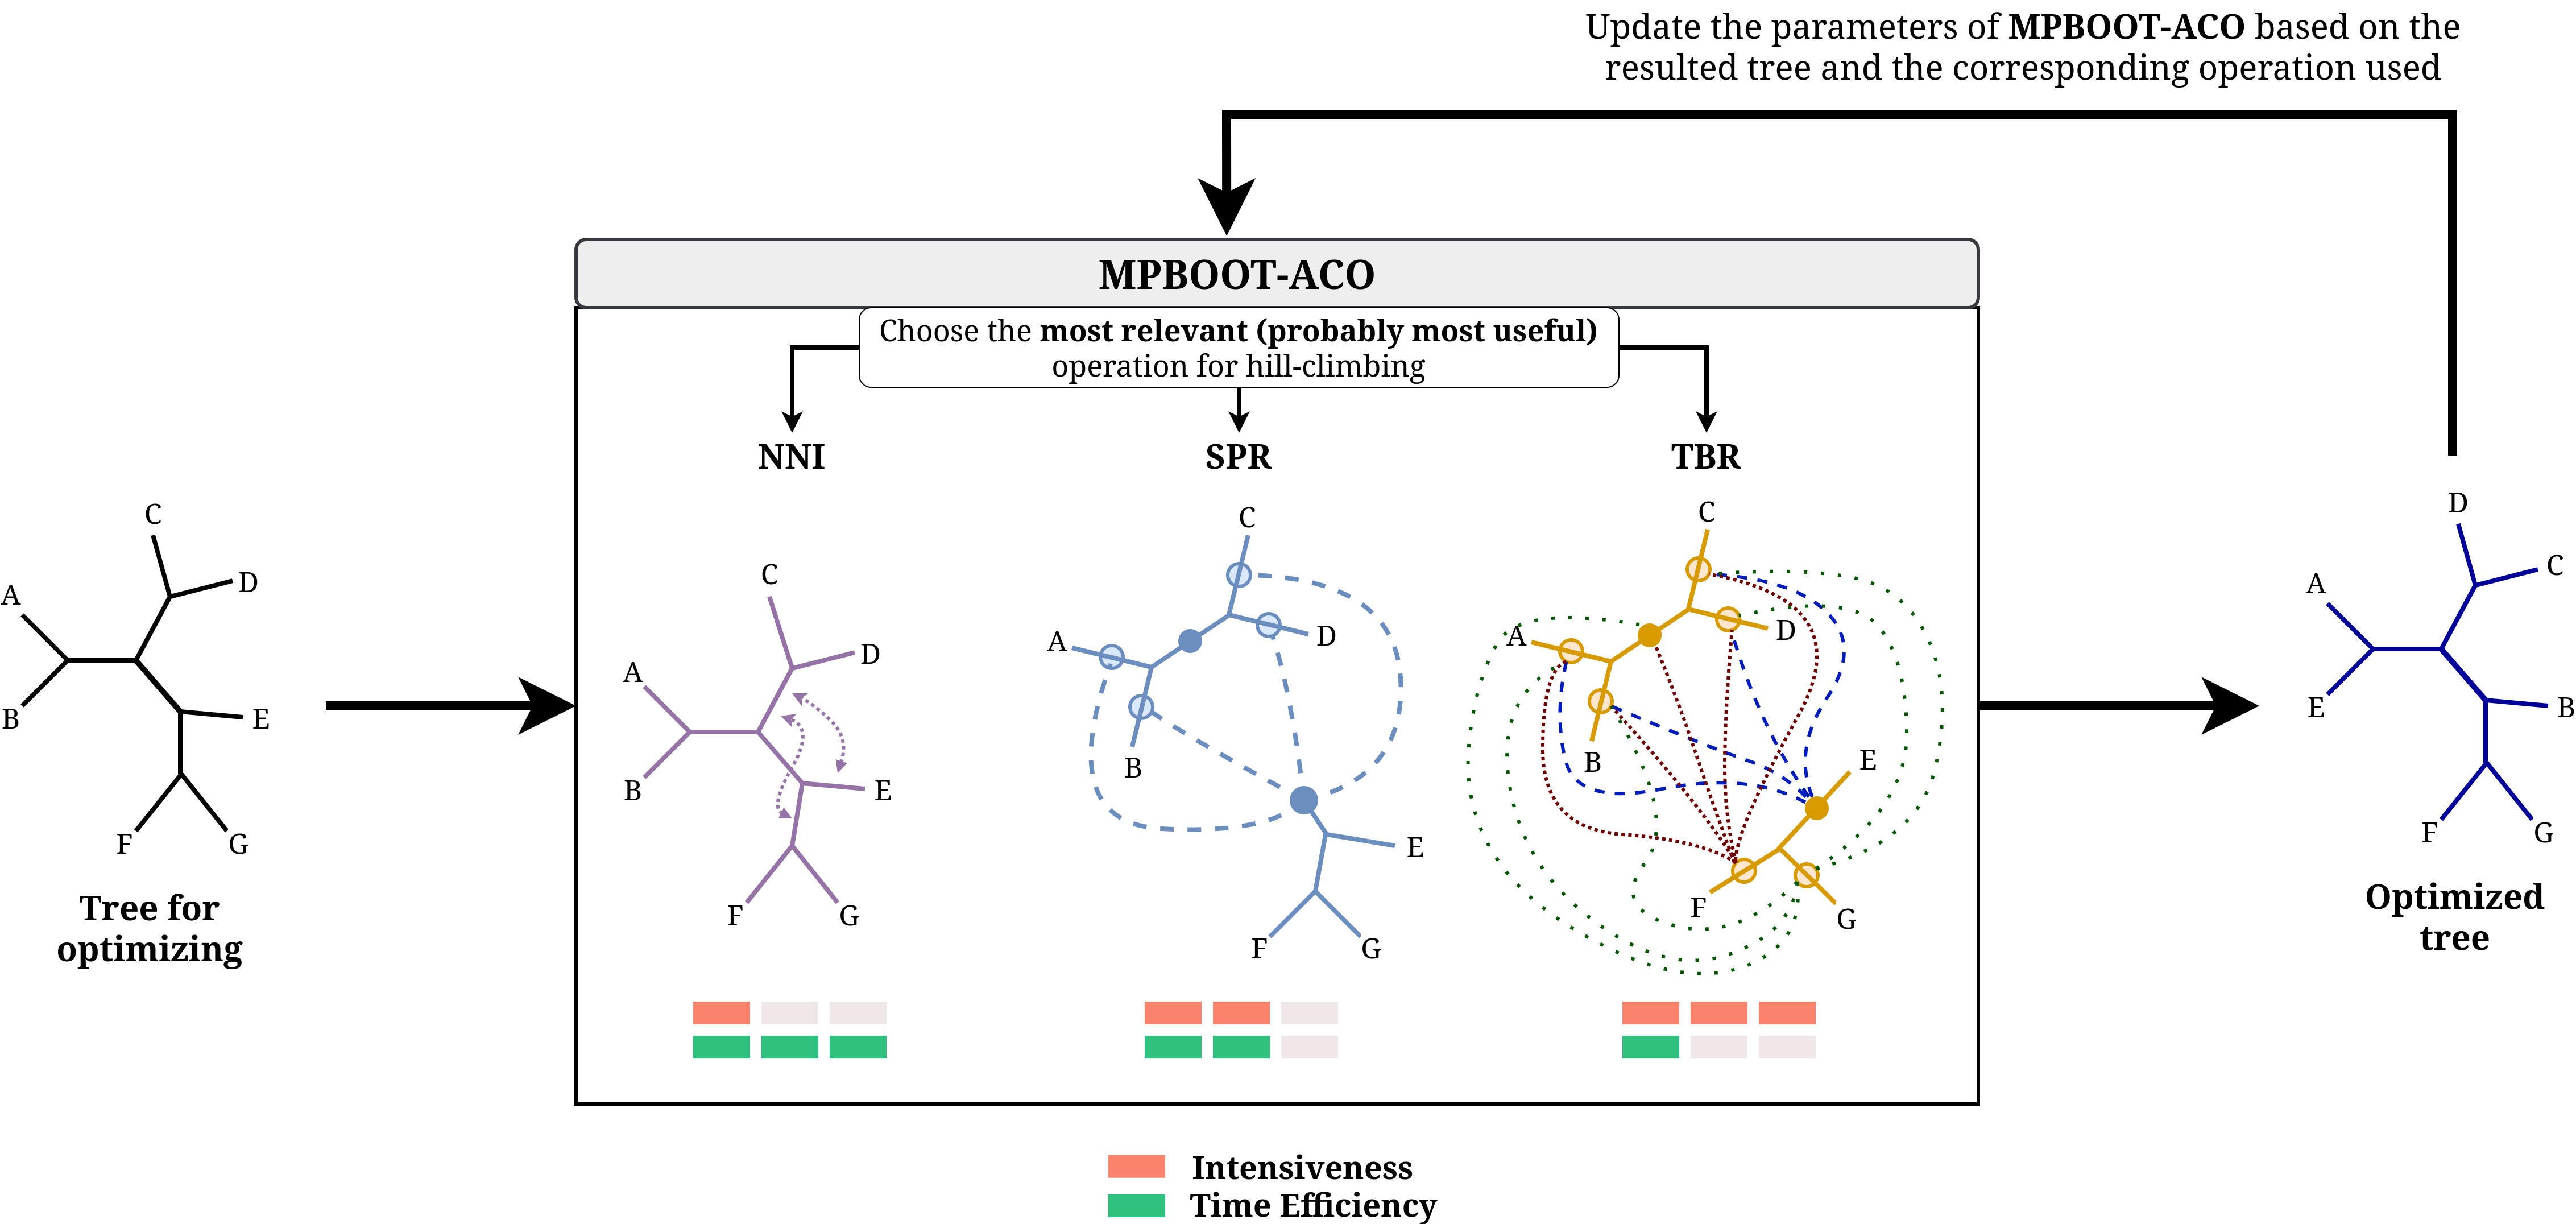 Update the parameters of MPBOOT-ACO based on the
resulted tree and the corresponding operation used
MPBOOT-ACO
Choose the most relevant (probably most useful)
operation for hill-climbing
NNI
SPR
TBR
C
D
A
B
E
F
G
Tree for
optimizing
C
D
A
B
E
F
G
C
A
D
B
E
F
G
C
A
D
B
E
F
G
D
C
A
E
B
F
G
Optimized
tree
Intensiveness
Time Efficiency